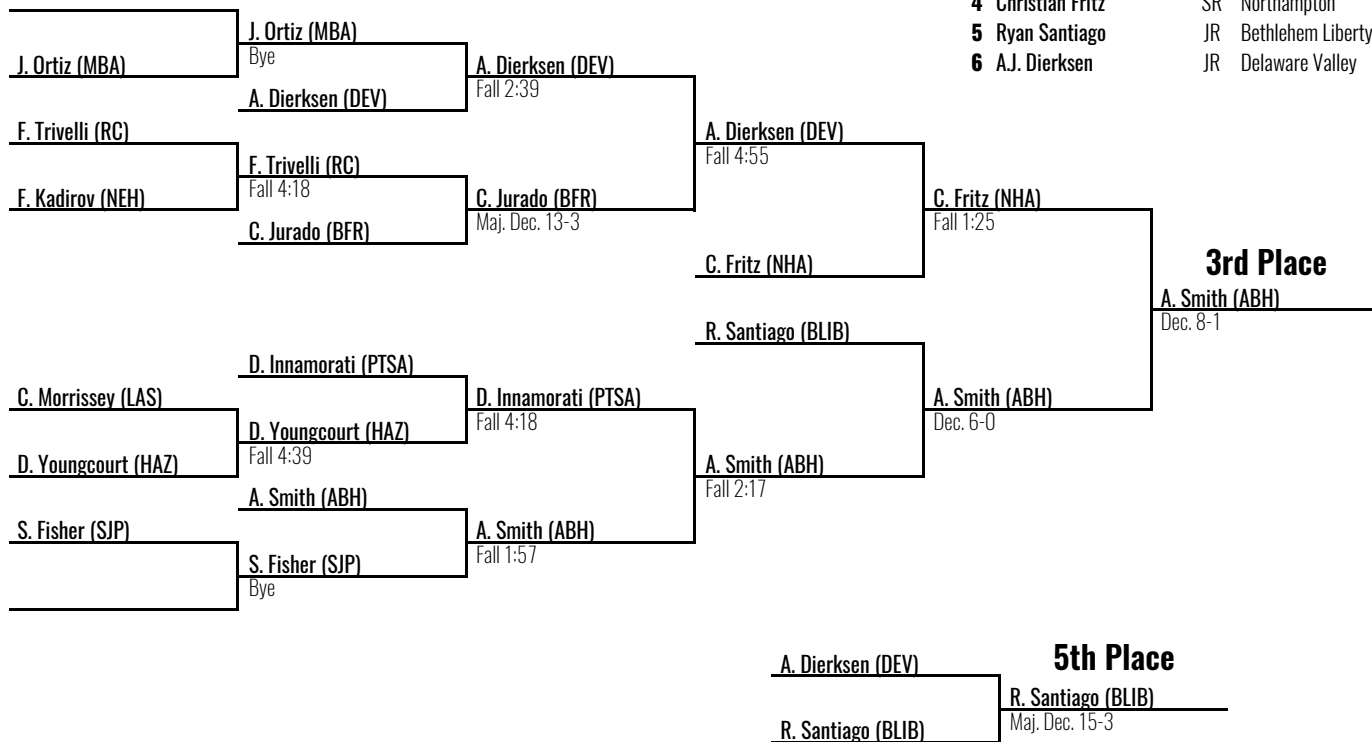 4 Christian Fritz SR Northampton
5 Ryan Santiago JR Bethlehem Liberty
6 A.J. Dierksen JR Delaware Valley
J. Ortiz (MBA)
Bye
J. Ortiz (MBA)
A. Dierksen (DEV)
Fall 2:39
A. Dierksen (DEV)
F. Trivelli (RC)
A. Dierksen (DEV)
Fall 4:55
F. Trivelli (RC)
Fall 4:18
F. Kadirov (NEH)
C. Jurado (BFR)
Maj. Dec. 13-3
C. Fritz (NHA)
Fall 1:25
C. Jurado (BFR)
C. Fritz (NHA)
3rd Place
A. Smith (ABH)
Dec. 8-1
R. Santiago (BLIB)
D. Innamorati (PTSA)
C. Morrissey (LAS)
D. Innamorati (PTSA)
Fall 4:18
A. Smith (ABH)
Dec. 6-0
D. Youngcourt (HAZ)
Fall 4:39
D. Youngcourt (HAZ)
A. Smith (ABH)
Fall 2:17
A. Smith (ABH)
S. Fisher (SJP)
A. Smith (ABH)
Fall 1:57
S. Fisher (SJP)
Bye
5th Place
A. Dierksen (DEV)
R. Santiago (BLIB)
Maj. Dec. 15-3
R. Santiago (BLIB)